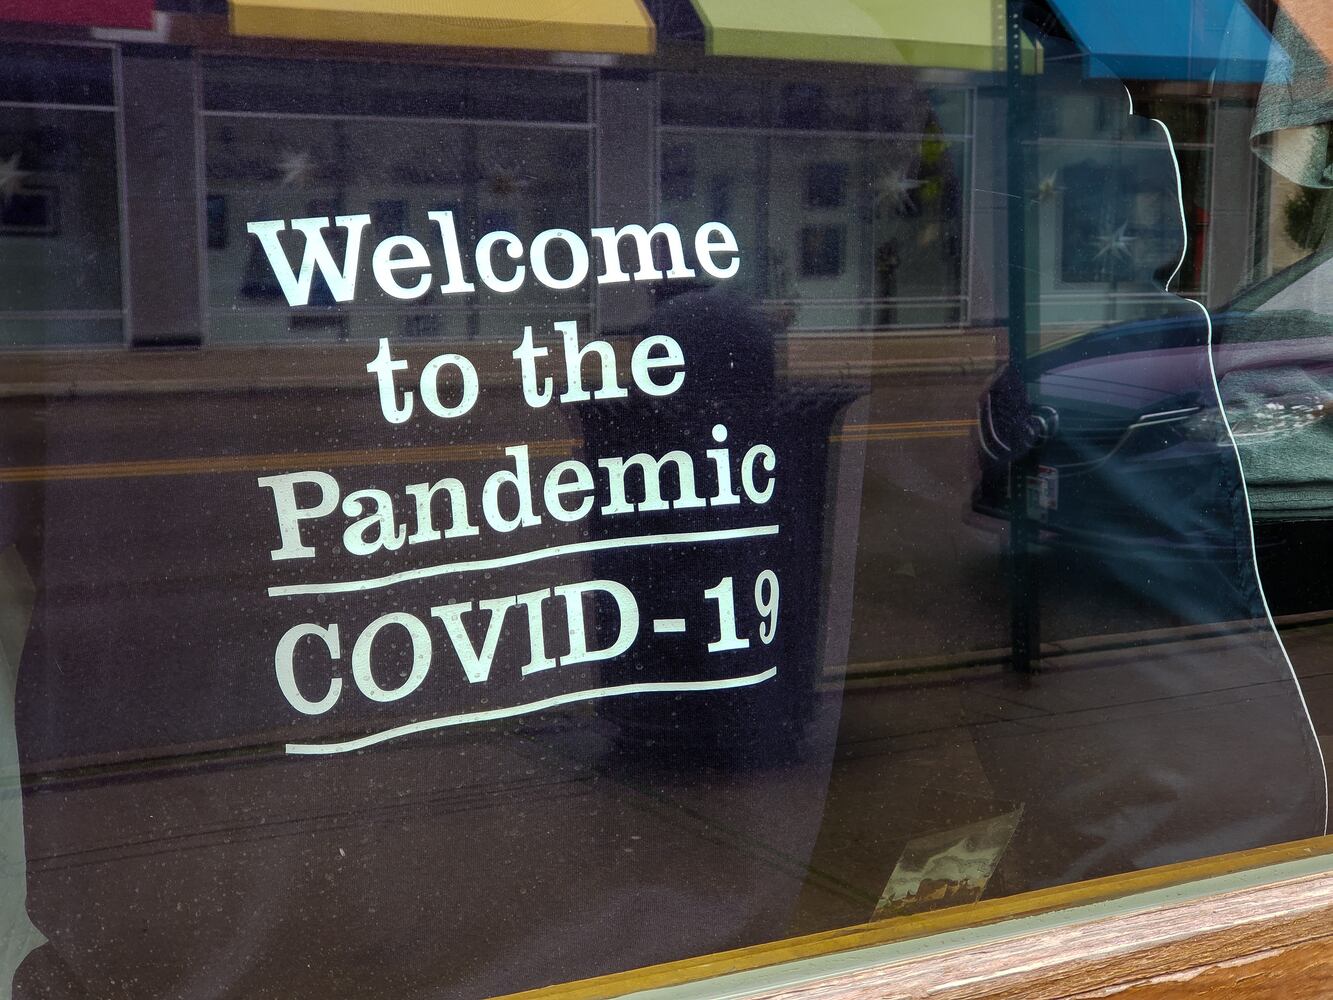 Welcome
to the
Pandemic
COVID-19